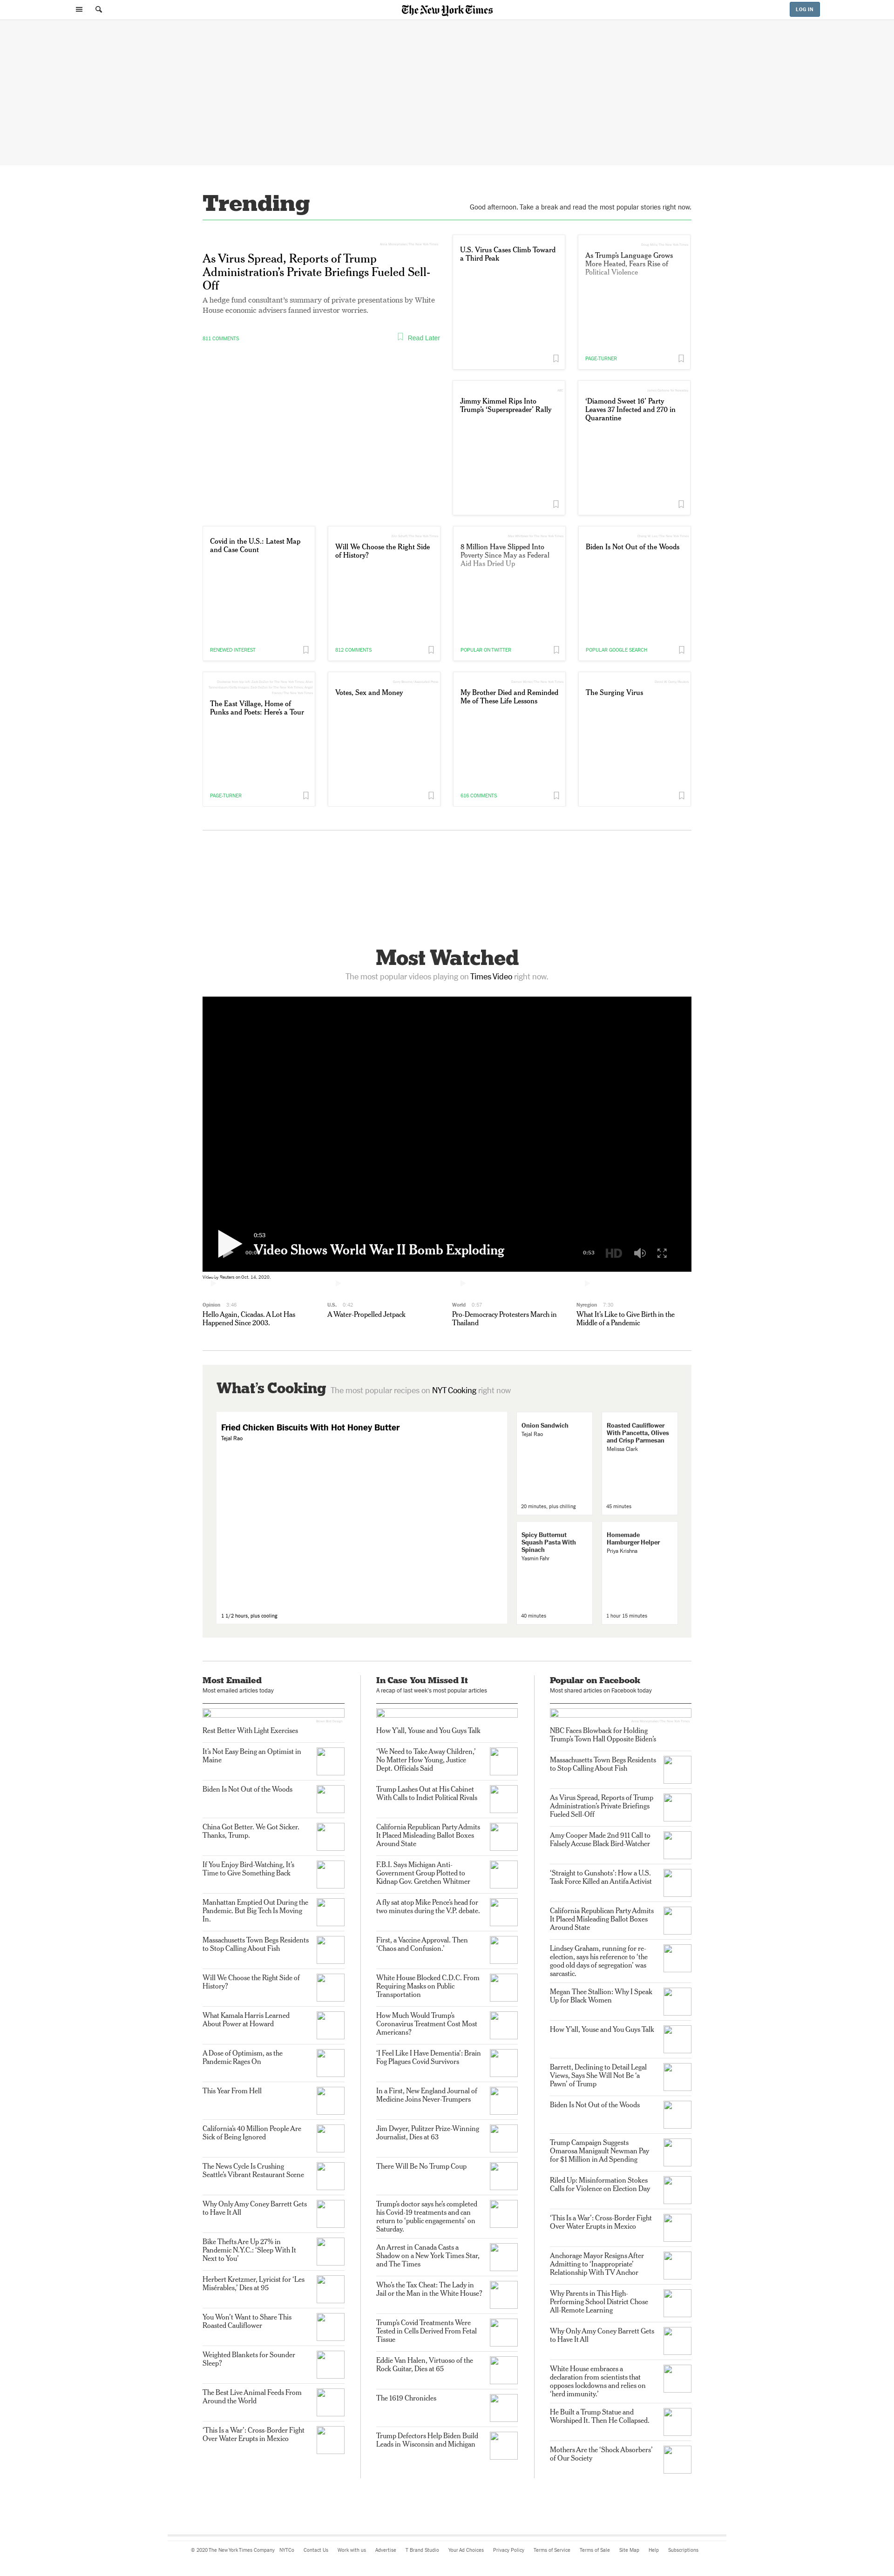 The New York Times
LOG IN
Trending
Good afternoon. Take a break and read the most popular stories right now.
As Virus Spread, Reports of Trump
Administration's Private Briefings Fueled Sell-
Off
A hedge fund consultant's summary of private presentations by White
House economic advisers fanned investor worries.
811 COMMENTS
Read Later
U.S. Virus Cases Climb Toward
a Third Peak
As Trump's Language Grows
More Heated, Fears Rise of
Political Violence
PAGE-TURNER
Jimmy Kimmel Rips Into
Trump's 'Superspreader' Rally
'Diamond Sweet 16' Party
Leaves 37 Infected and 270 in
Quarantine
Covid in the U.S.: Latest Map
and Case Count
RENEWED INTEREST
Will We Choose the Right Side
of History?
812 COMMENTS
8 Million Have Slipped Into
Poverty Since May as Federal
Aid Has Dried Up
POPULAR ON TWITTER
Biden Is Not Out of the Woods
POPULAR GOOGLE SEARCH
The East Village, Home of
Punks and Poets: Here's a Tour
PAGE-TURNER
Votes, Sex and Money
My Brother Died and Reminded
Me of These Life Lessons
616 COMMENTS
The Surging Virus
Most Watched
The most popular videos playing on Times Video right now.
0:53
Video Shows World War II Bomb Exploding
0:53
HD
Video by Reuters on Oct. 14, 2020.
Opinion
Hello Again, Cicadas. A Lot Has
Happened Since 2003.
U.S. 0:42
A Water-Propelled Jetpack
World 0:57
Pro-Democracy Protesters March in
Thailand
Nyregion 7:30
What It's Like to Give Birth in the
Middle of a Pandemic
What's Cooking The most popular recipes on NYT Cooking right now
Fried Chicken Biscuits With Hot Honey Butter
Tejal Rao
1 1/2 hours, plus cooling
Onion Sandwich
Tejal Rao
20 minutes, plus chilling
Roasted Cauliflower
With Pancetta, Olives
and Crisp Parmesan
Melissa Clark
45 minutes
Spicy Butternut
Squash Pasta With
Spinach
Yasmin Fahr
40 minutes
Homemade
Hamburger Helper
Priya Krishna
1 hour 15 minutes
Most Emailed
Most emailed articles today
Rest Better With Light Exercises
It's Not Easy Being an Optimist in
Maine
Biden Is Not Out of the Woods
China Got Better. We Got Sicker.
Thanks, Trump.
If You Enjoy Bird-Watching, It's
Time to Give Something Back
Manhattan Emptied Out During the
Pandemic. But Big Tech Is Moving
In.
Massachusetts Town Begs Residents
to Stop Calling About Fish
Will We Choose the Right Side of
History?
What Kamala Harris Learned
About Power at Howard
A Dose of Optimism, as the
Pandemic Rages On
This Year From Hell
California's 40 Million People Are
Sick of Being Ignored
The News Cycle Is Crushing
Seattle's Vibrant Restaurant Scene
Why Only Amy Coney Barrett Gets
to Have It All
Bike Thefts Are Up 27% in
Pandemic N.Y.C.: 'Sleep With It
Next to You'
Herbert Kretzmer, Lyricist for 'Les
Misérables,' Dies at 95
You Won't Want to Share This
Roasted Cauliflower
Weighted Blankets for Sounder
Sleep?
The Best Live Animal Feeds From
Around the World
'This Is a War': Cross-Border Fight
Over Water Erupts in Mexico
In Case You Missed It
A recap of last week's most popular articles
How Y'all, Youse and You Guys Talk
'We Need to Take Away Children,'
No Matter How Young, Justice
Dept. Officials Said
Trump Lashes Out at His Cabinet
With Calls to Indict Political Rivals
California Republican Party Admits
It Placed Misleading Ballot Boxes
Around State
F.B.I. Says Michigan Anti-
Government Group Plotted to
Kidnap Gov. Gretchen Whitmer
A fly sat atop Mike Pence's head for
two minutes during the V.P. debate.
First, a Vaccine Approval. Then
'Chaos and Confusion.'
White House Blocked C.D.C. From
Requiring Masks on Public
Transportation
How Much Would Trump's
Coronavirus Treatment Cost Most
Americans?
'I Feel Like I Have Dementia': Brain
Fog Plagues Covid Survivors
In a First, New England Journal of
Medicine Joins Never-Trumpers
Jim Dwyer, Pulitzer Prize-Winning
Journalist, Dies at 63
There Will Be No Trump Coup
Trump's doctor says he's completed
his Covid-19 treatments and can
return to 'public engagements' on
Saturday.
An Arrest in Canada Casts a
Shadow on a New York Times Star,
and The Times
Who's the Tax Cheat: The Lady in
Jail or the Man in the White House?
Trump's Covid Treatments Were
Tested in Cells Derived From Fetal
Tissue
Eddie Van Halen, Virtuoso of the
Rock Guitar, Dies at 65
The 1619 Chronicles
Trump Defectors Help Biden Build
Leads in Wisconsin and Michigan
Popular on Facebook
Most shared articles on Facebook today
NBC Faces Blowback for Holding
Trump's Town Hall Opposite Biden's
Massachusetts Town Begs Residents
to Stop Calling About Fish
As Virus Spread, Reports of Trump
Administration's Private Briefings
Fueled Sell-Off
Amy Cooper Made 2nd 911 Call to
Falsely Accuse Black Bird-Watcher
'Straight to Gunshots': How a U.S.
Task Force Killed an Antifa Activist
California Republican Party Admits
It Placed Misleading Ballot Boxes
Around State
Lindsey Graham, running for re-
election, says his reference to 'the
good old days of segregation' was
sarcastic.
Megan Thee Stallion: Why I Speak
Up for Black Women
How Y'all, Youse and You Guys Talk
Barrett, Declining to Detail Legal
Views, Says She Will Not Be 'a
Pawn' of Trump
Biden Is Not Out of the Woods
Trump Campaign Suggests
Omarosa Manigault Newman Pay
for $1 Million in Ad Spending
Riled Up: Misinformation Stokes
Calls for Violence on Election Day
'This Is a War': Cross-Border Fight
Over Water Erupts in Mexico
Anchorage Mayor Resigns After
Admitting to 'Inappropriate'
Relationship With TV Anchor
Why Parents in This High-
Performing School District Chose
All-Remote Learning
Why Only Amy Coney Barrett Gets
to Have It All
White House embraces a
declaration from scientists that
opposes lockdowns and relies on
'herd immunity.'
He Built a Trump Statue and
Worshiped It. Then He Collapsed.
Mothers Are the 'Shock Absorbers'
of Our Society
© 2020 The New York Times Company NYTCo Contact Us Work with us Advertise T Brand Studio Your Ad Choices Privacy Policy Terms of Service Terms of Sale Site Map Help Subscriptions